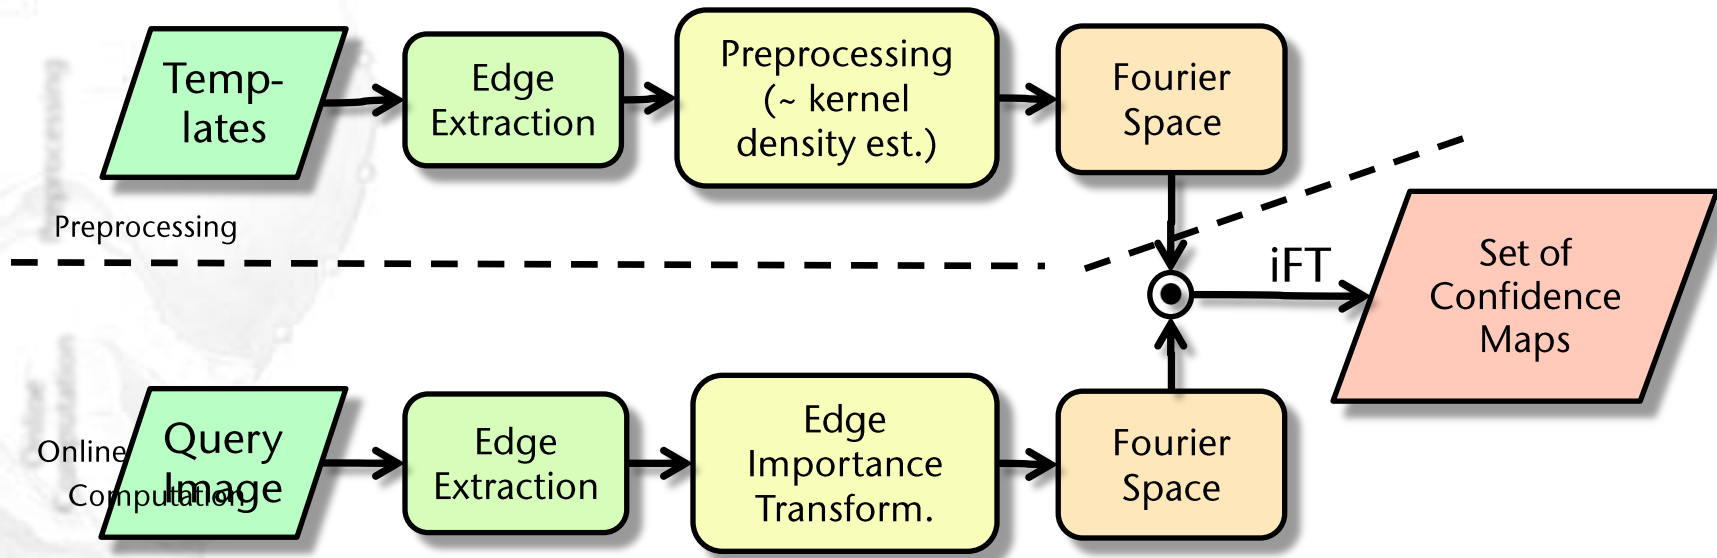 Temp-
lates
Edge
Extraction
Preprocessing
(~ kernel
density est.)
Fourier
Space
Preprocessing
iFT
Set of
Confidence
Maps
Online
Computation
Query
Image
Edge
Extraction
Edge
Importance
Transform.
Fourier
Space